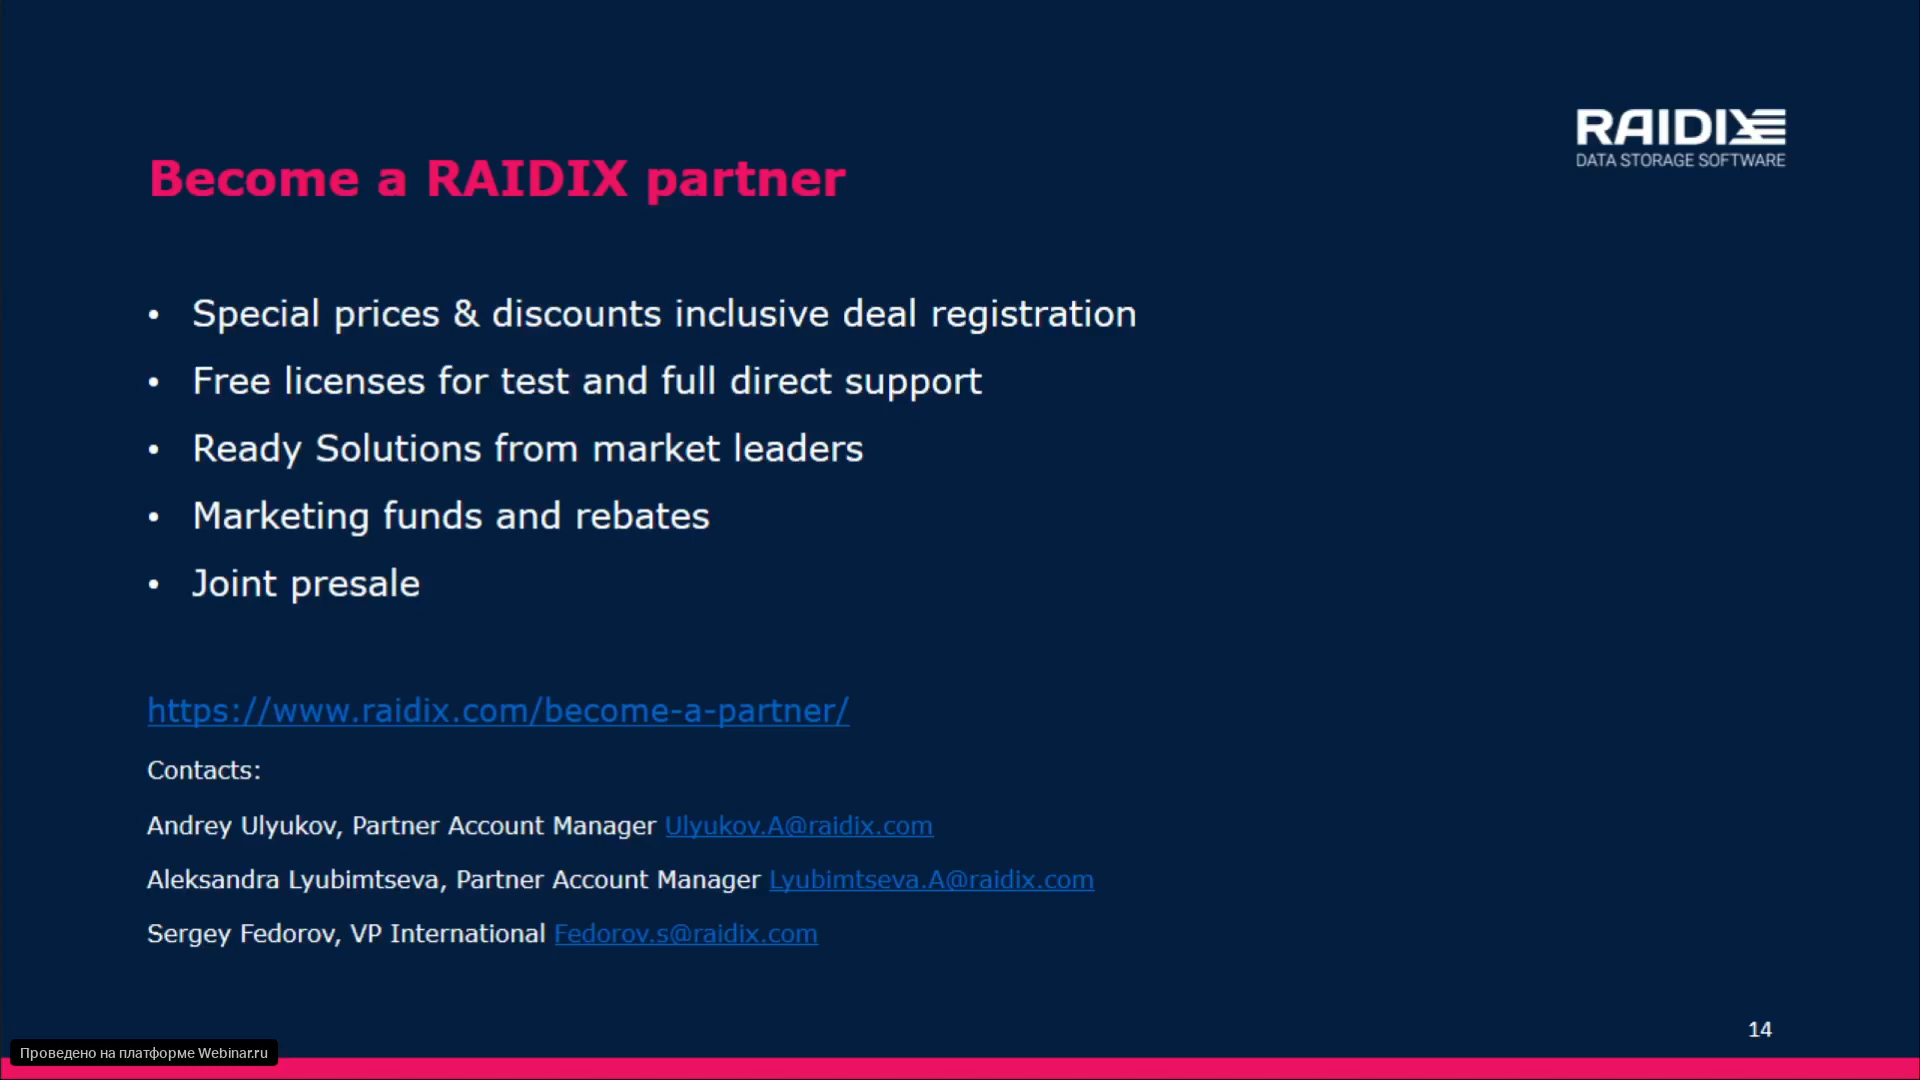 RAIDIX
DATA STORAGE SOFTWARE
Become a RAIDIX partner
• Special prices & discounts inclusive deal registration
• Free licenses for test and full direct support
• Ready Solutions from market leaders
• Marketing funds and rebates
• Joint presale
https://www.raidix.com/become-a-partner/
Contacts:
Andrey Ulyukov, Partner Account Manager Ulyukov.A@raidix.com
Aleksandra Lyubimtseva, Partner Account Manager Lyubimtseva.A@raidix.com
Sergey Fedorov, VP International Fedorov.s@raidix.com
14
Проведено на платформе Webinar.ru